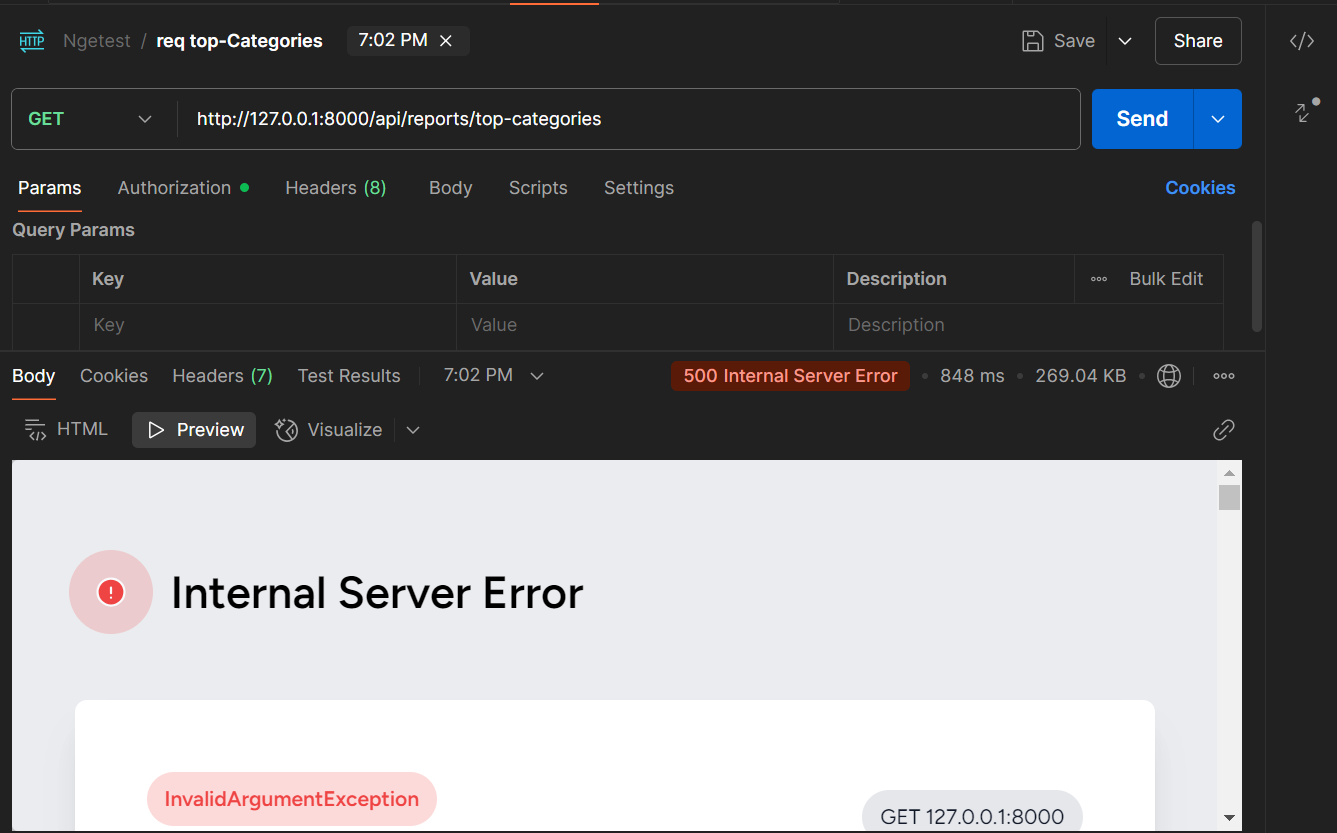 HTTP Ngetest / req top-Categories 7:02 PM Save Share
GET http://127.0.0.1:8000/api/reports/top-categories Send
Params Authorization Headers (8) Body Scripts Settings Cookies
Query Params
Key Value Description Bulk Edit
Key Value Description
Body Cookies Headers (7) Test Results 7:02 PM 500 Internal Server Error 848 ms 269.04 KB
HTML Preview Visualize
Internal Server Error
InvalidArgumentException
GET 127.0.0.1:8000